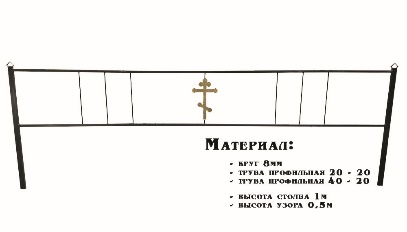 Материал:
- круг 8мм
- труба профильная 20 - 20
- труба профильная 40 - 20
- высота столба 1м
- высота узора 0,5м